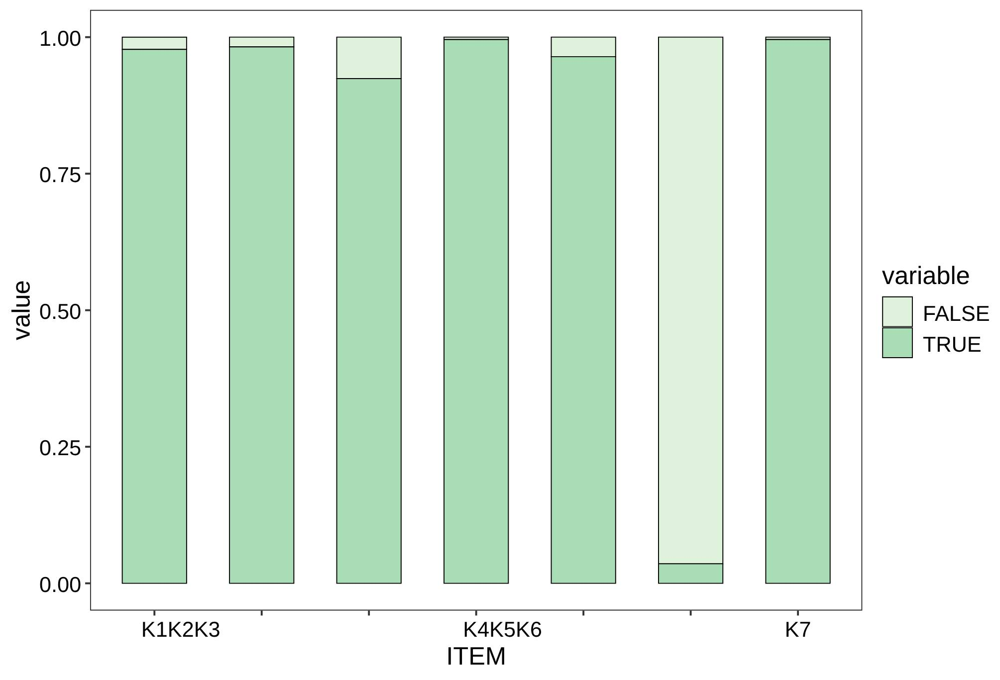 1.00
0.75
0.50
0.25
0.00
value
K1K2K3 K4K5K6 K7
ITEM
variable
FALSE
TRUE